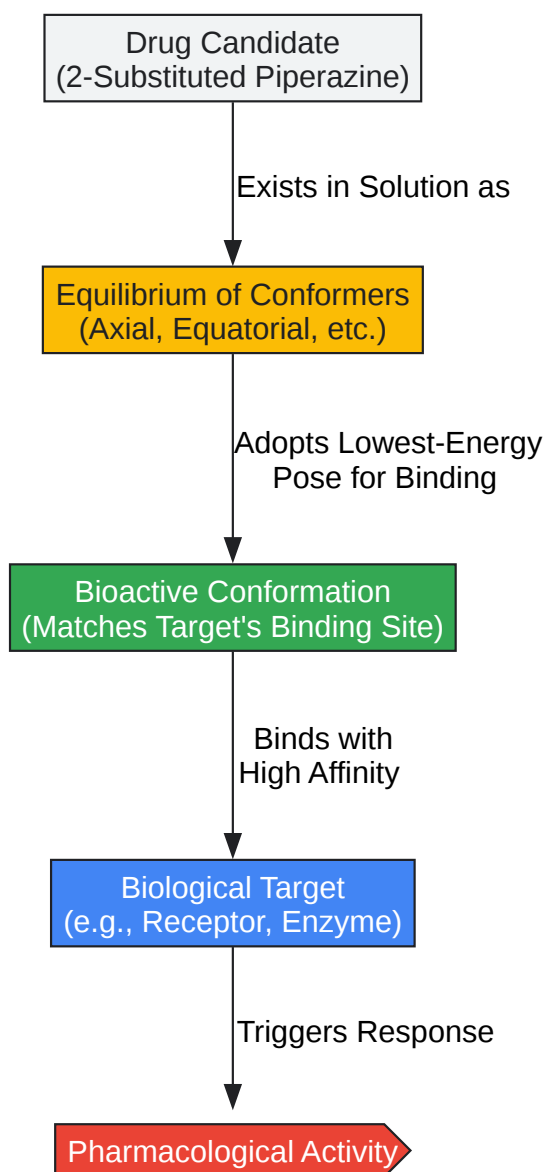 Drug Candidate
(2-Substituted Piperazine)
Exists in Solution as
Equilibrium of Conformers
(Axial, Equatorial, etc.)
Adopts Lowest-Energy
Pose for Binding
Bioactive Conformation
(Matches Target's Binding Site)
Binds with
High Affinity
Biological Target
(e.g., Receptor, Enzyme)
Triggers Response
Pharmacological Activity